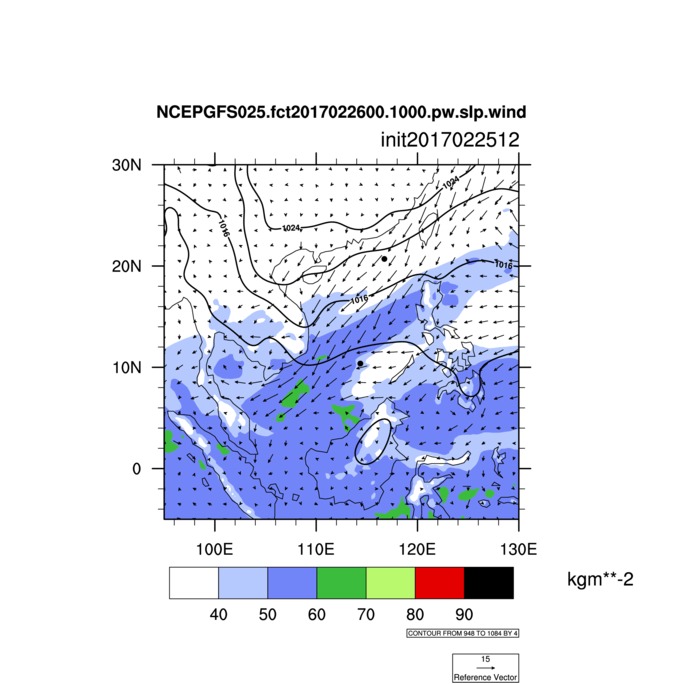 NCEPGFS025.fct2017022600.1000.pw.slp.wind
init2017022512
30N
1024
1016
1024
20N
1016
1016
10N
0
100E 110E 120E 130E
kgm**-2
40 50 60 70 80 90
CONTOUR FROM 948 TO 1084 BY 4
15
Reference Vector